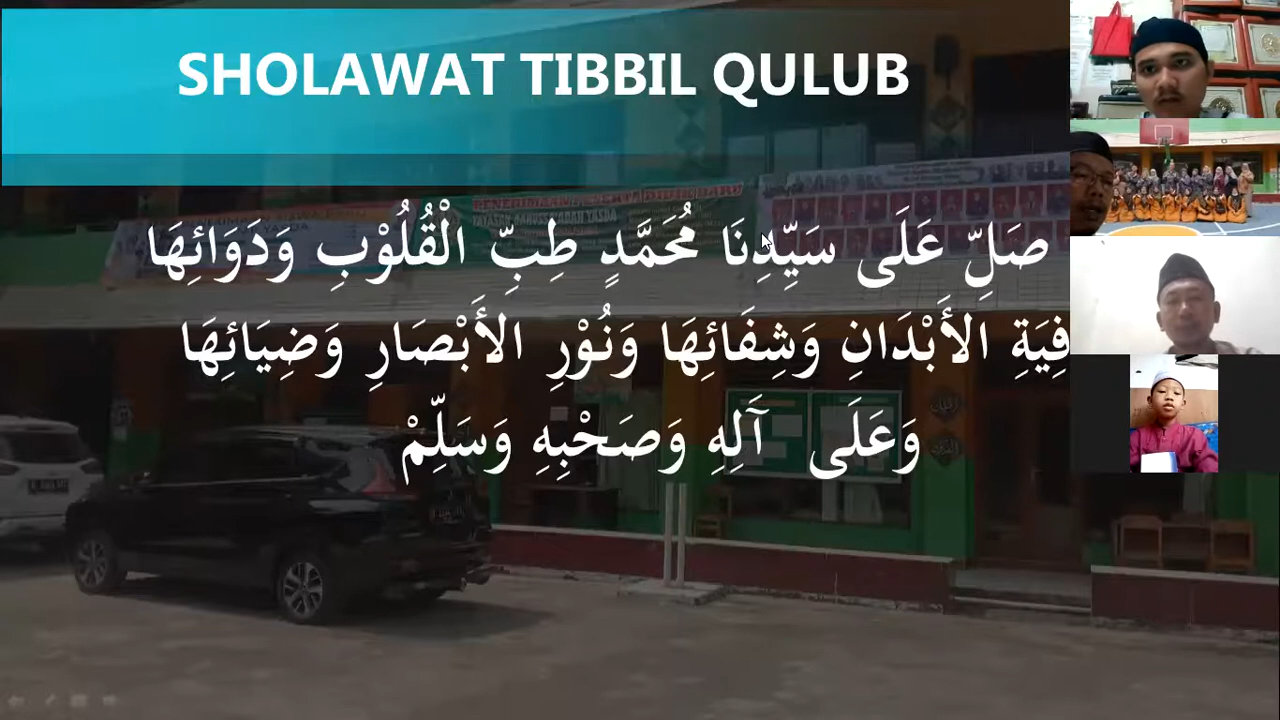 SHOLAWAT TIBBIL QULUB
صَلِّ عَلَى سَيِّدِنَا مُحَمَّدٍ طِبِّ الْقُلُوْبِ وَدَوَائِهَا
فِيَةِ الأَبْدَانِ وَشِفَائِهَا وَنُوْرِ الأَبْصَارِ وَضِيَائِهَا
وَعَلَى آلِهِ وَصَحْبِهِ وَسَلِّمْ